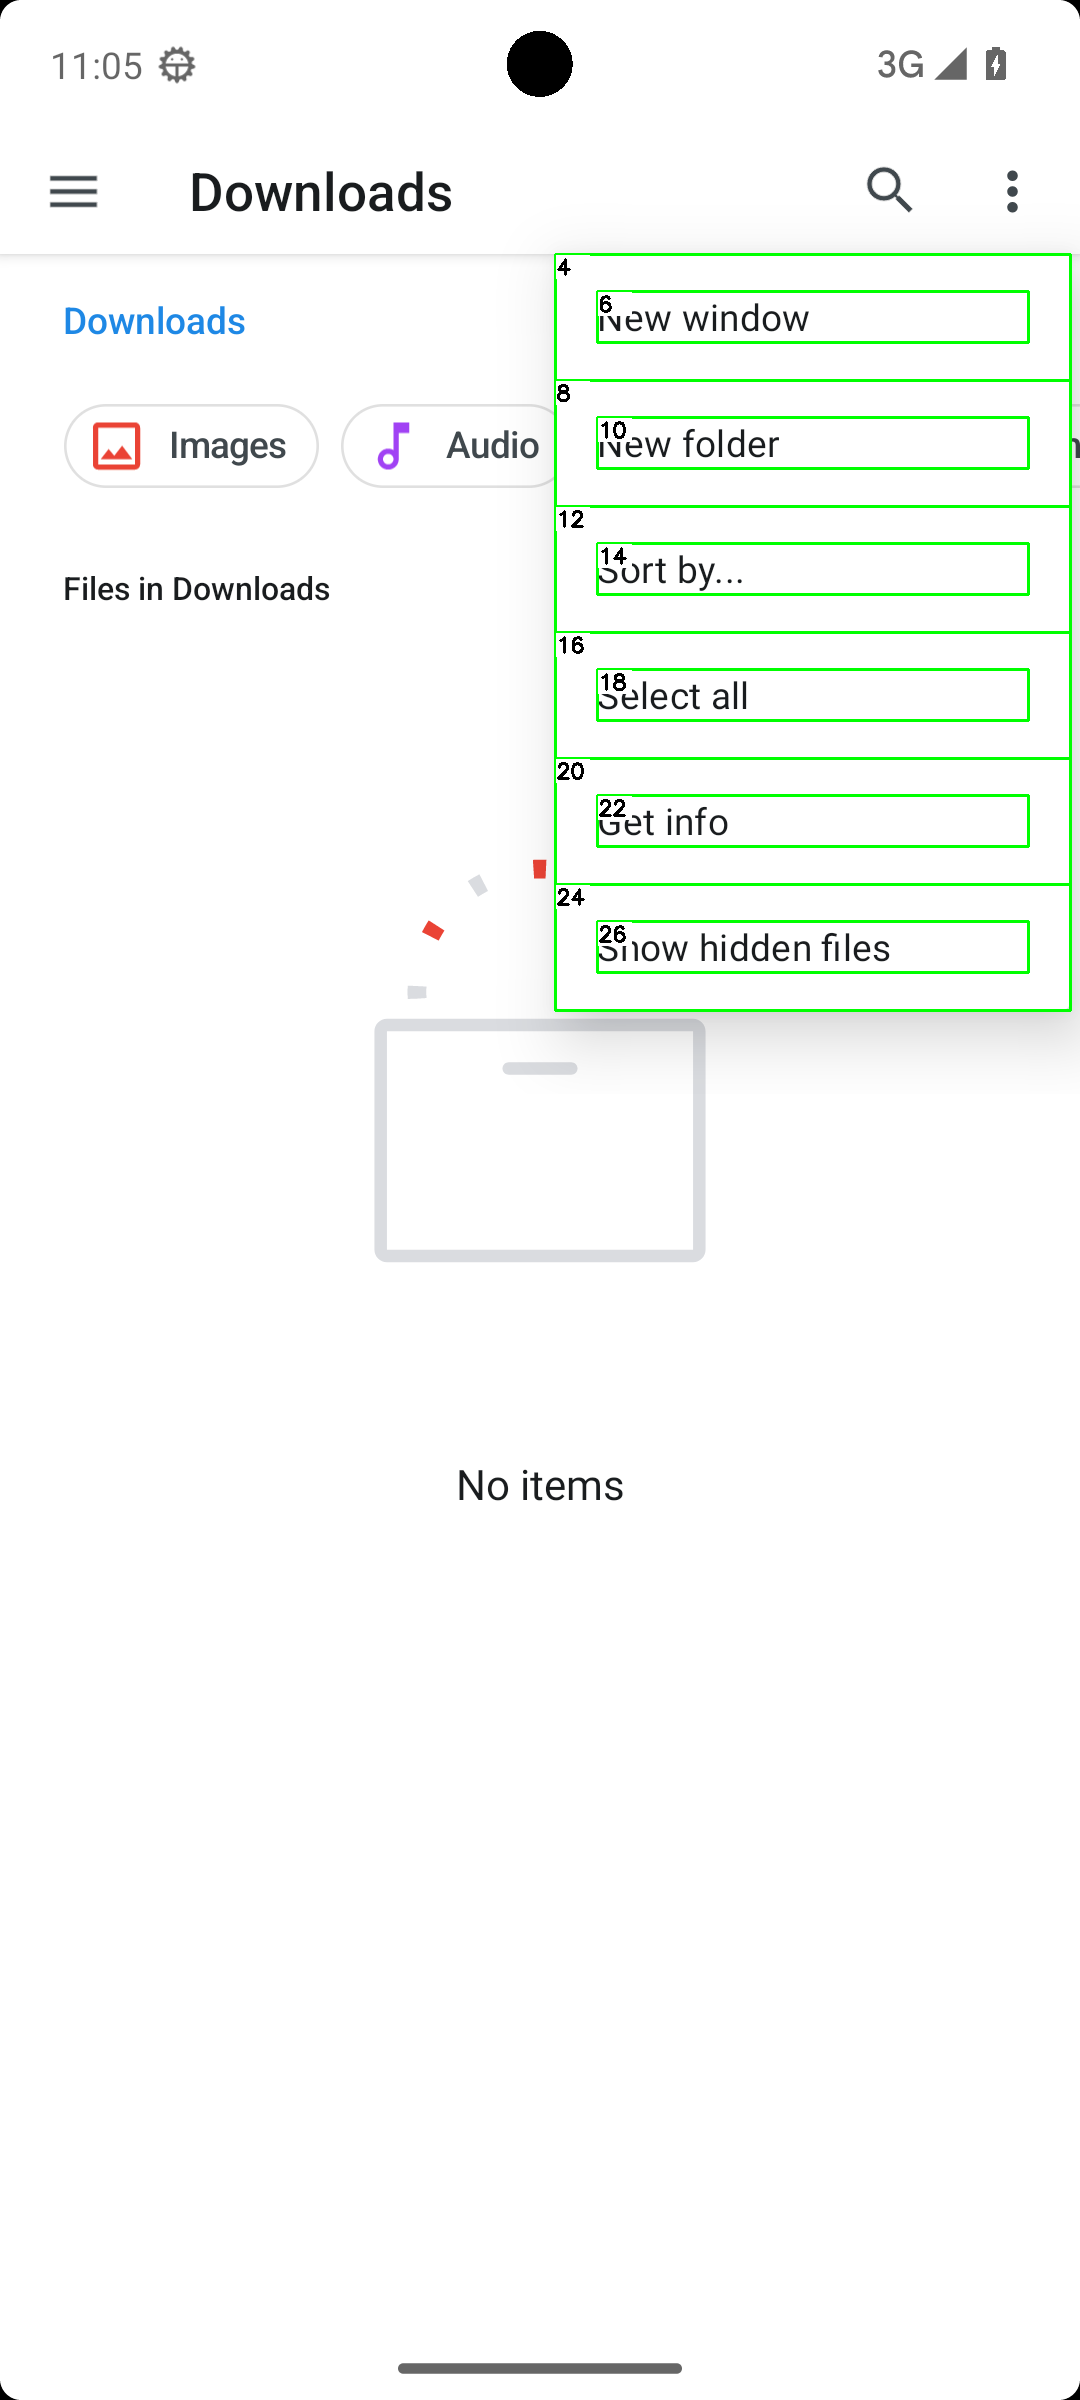 11:05
3G
Downloads
Downloads
Images
Audio
Files in Downloads
4
6
New window
8
10
New folder
12
14
Sort by...
16
18
Select all
20
22
Get info
24
26
Show hidden files
No items